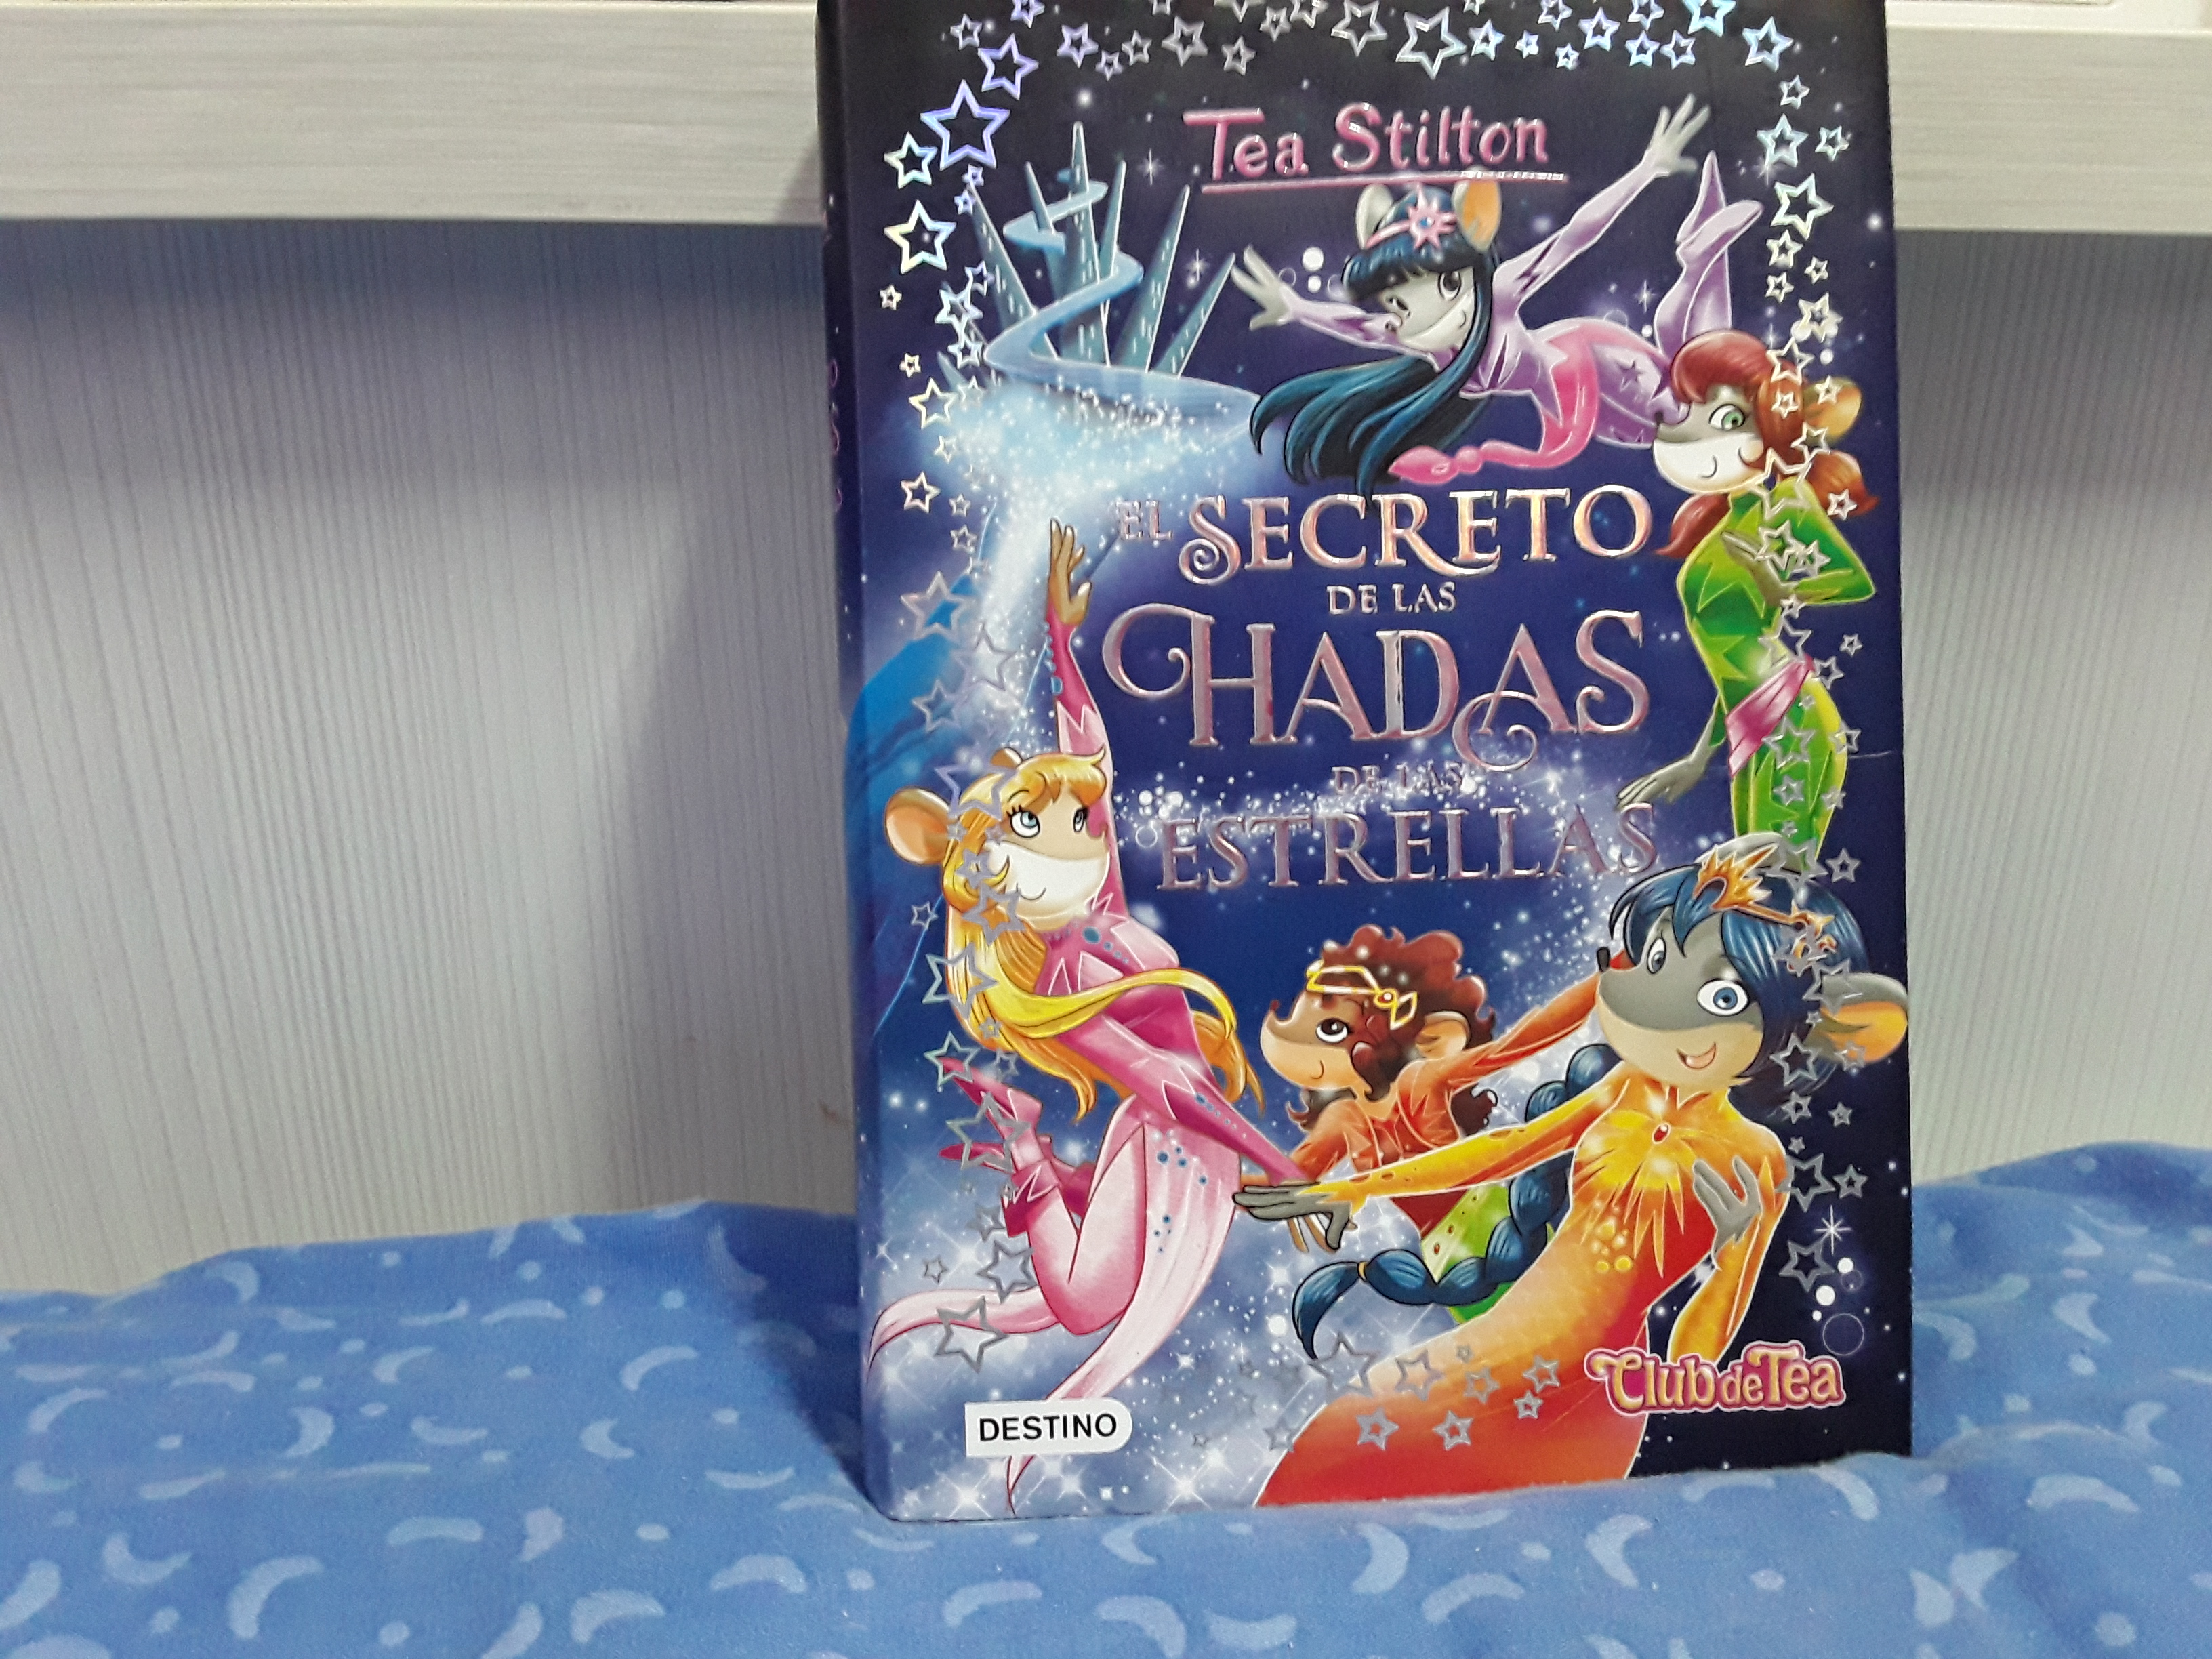 Tea Stilton
EL SECRETO
DE LAS
HADAS
DE LAS
ESTRELLAS
Club de Tea
DESTINO